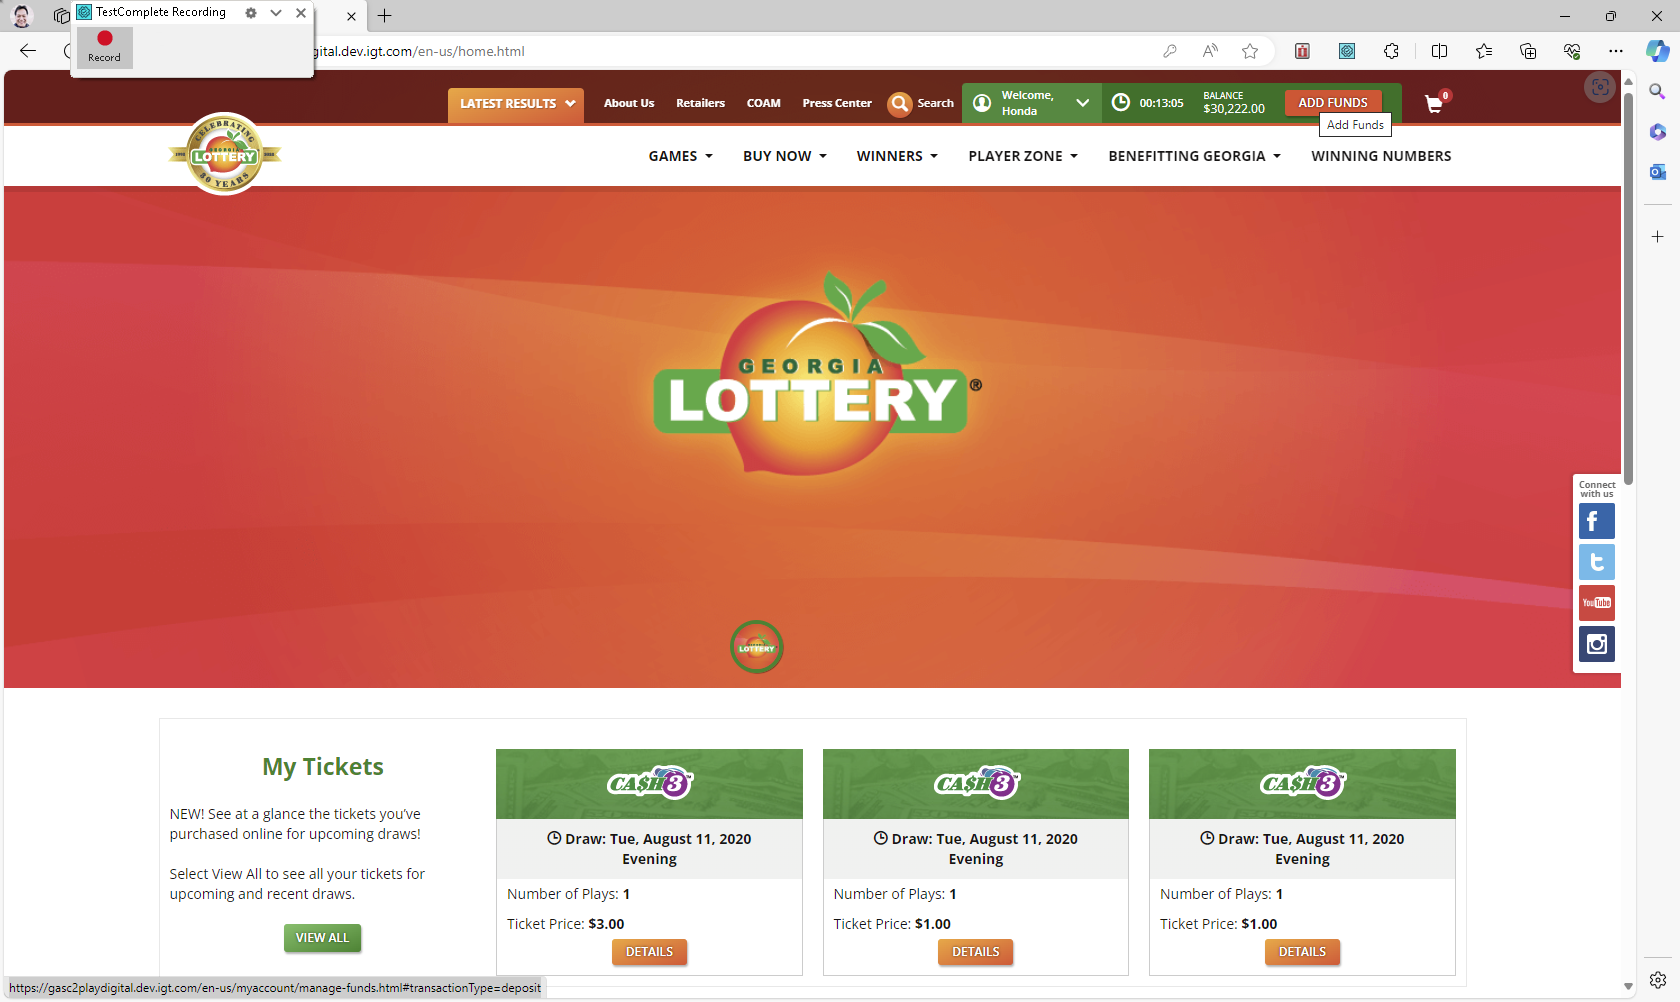 TestComplete Recording
Record
gital.dev.igt.com/en-us/home.html
LATEST RESULTS
About Us
Retailers
COAM
Press Center
Search
Welcome,
Honda
00:13:05
BALANCE
$30,222.00
ADD FUNDS
0
Add Funds
CELEBRATING
GEORGIA
LOTTERY
30 YEARS
GAMES
BUY NOW
WINNERS
PLAYER ZONE
BENEFITTING GEORGIA
WINNING NUMBERS
GEORGIA
LOTTERY®
LOTTERY
Connect
with us
f
t
YouTube
My Tickets
NEW! See at a glance the tickets you've
purchased online for upcoming draws!
Select View All to see all your tickets for
upcoming and recent draws.
VIEW ALL
CA$H 3™
Draw: Tue, August 11, 2020
Evening
Number of Plays: 1
Ticket Price: $3.00
DETAILS
CA$H 3™
Draw: Tue, August 11, 2020
Evening
Number of Plays: 1
Ticket Price: $1.00
DETAILS
CA$H 3™
Draw: Tue, August 11, 2020
Evening
Number of Plays: 1
Ticket Price: $1.00
DETAILS
https://gasc2playdigital.dev.igt.com/en-us/myaccount/manage-funds.html#transactionType=deposit